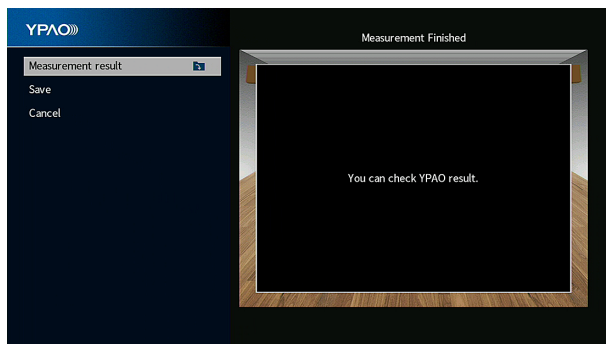 YPAO
Measurement result
Save
Cancel
Measurement Finished
You can check YPAO result.